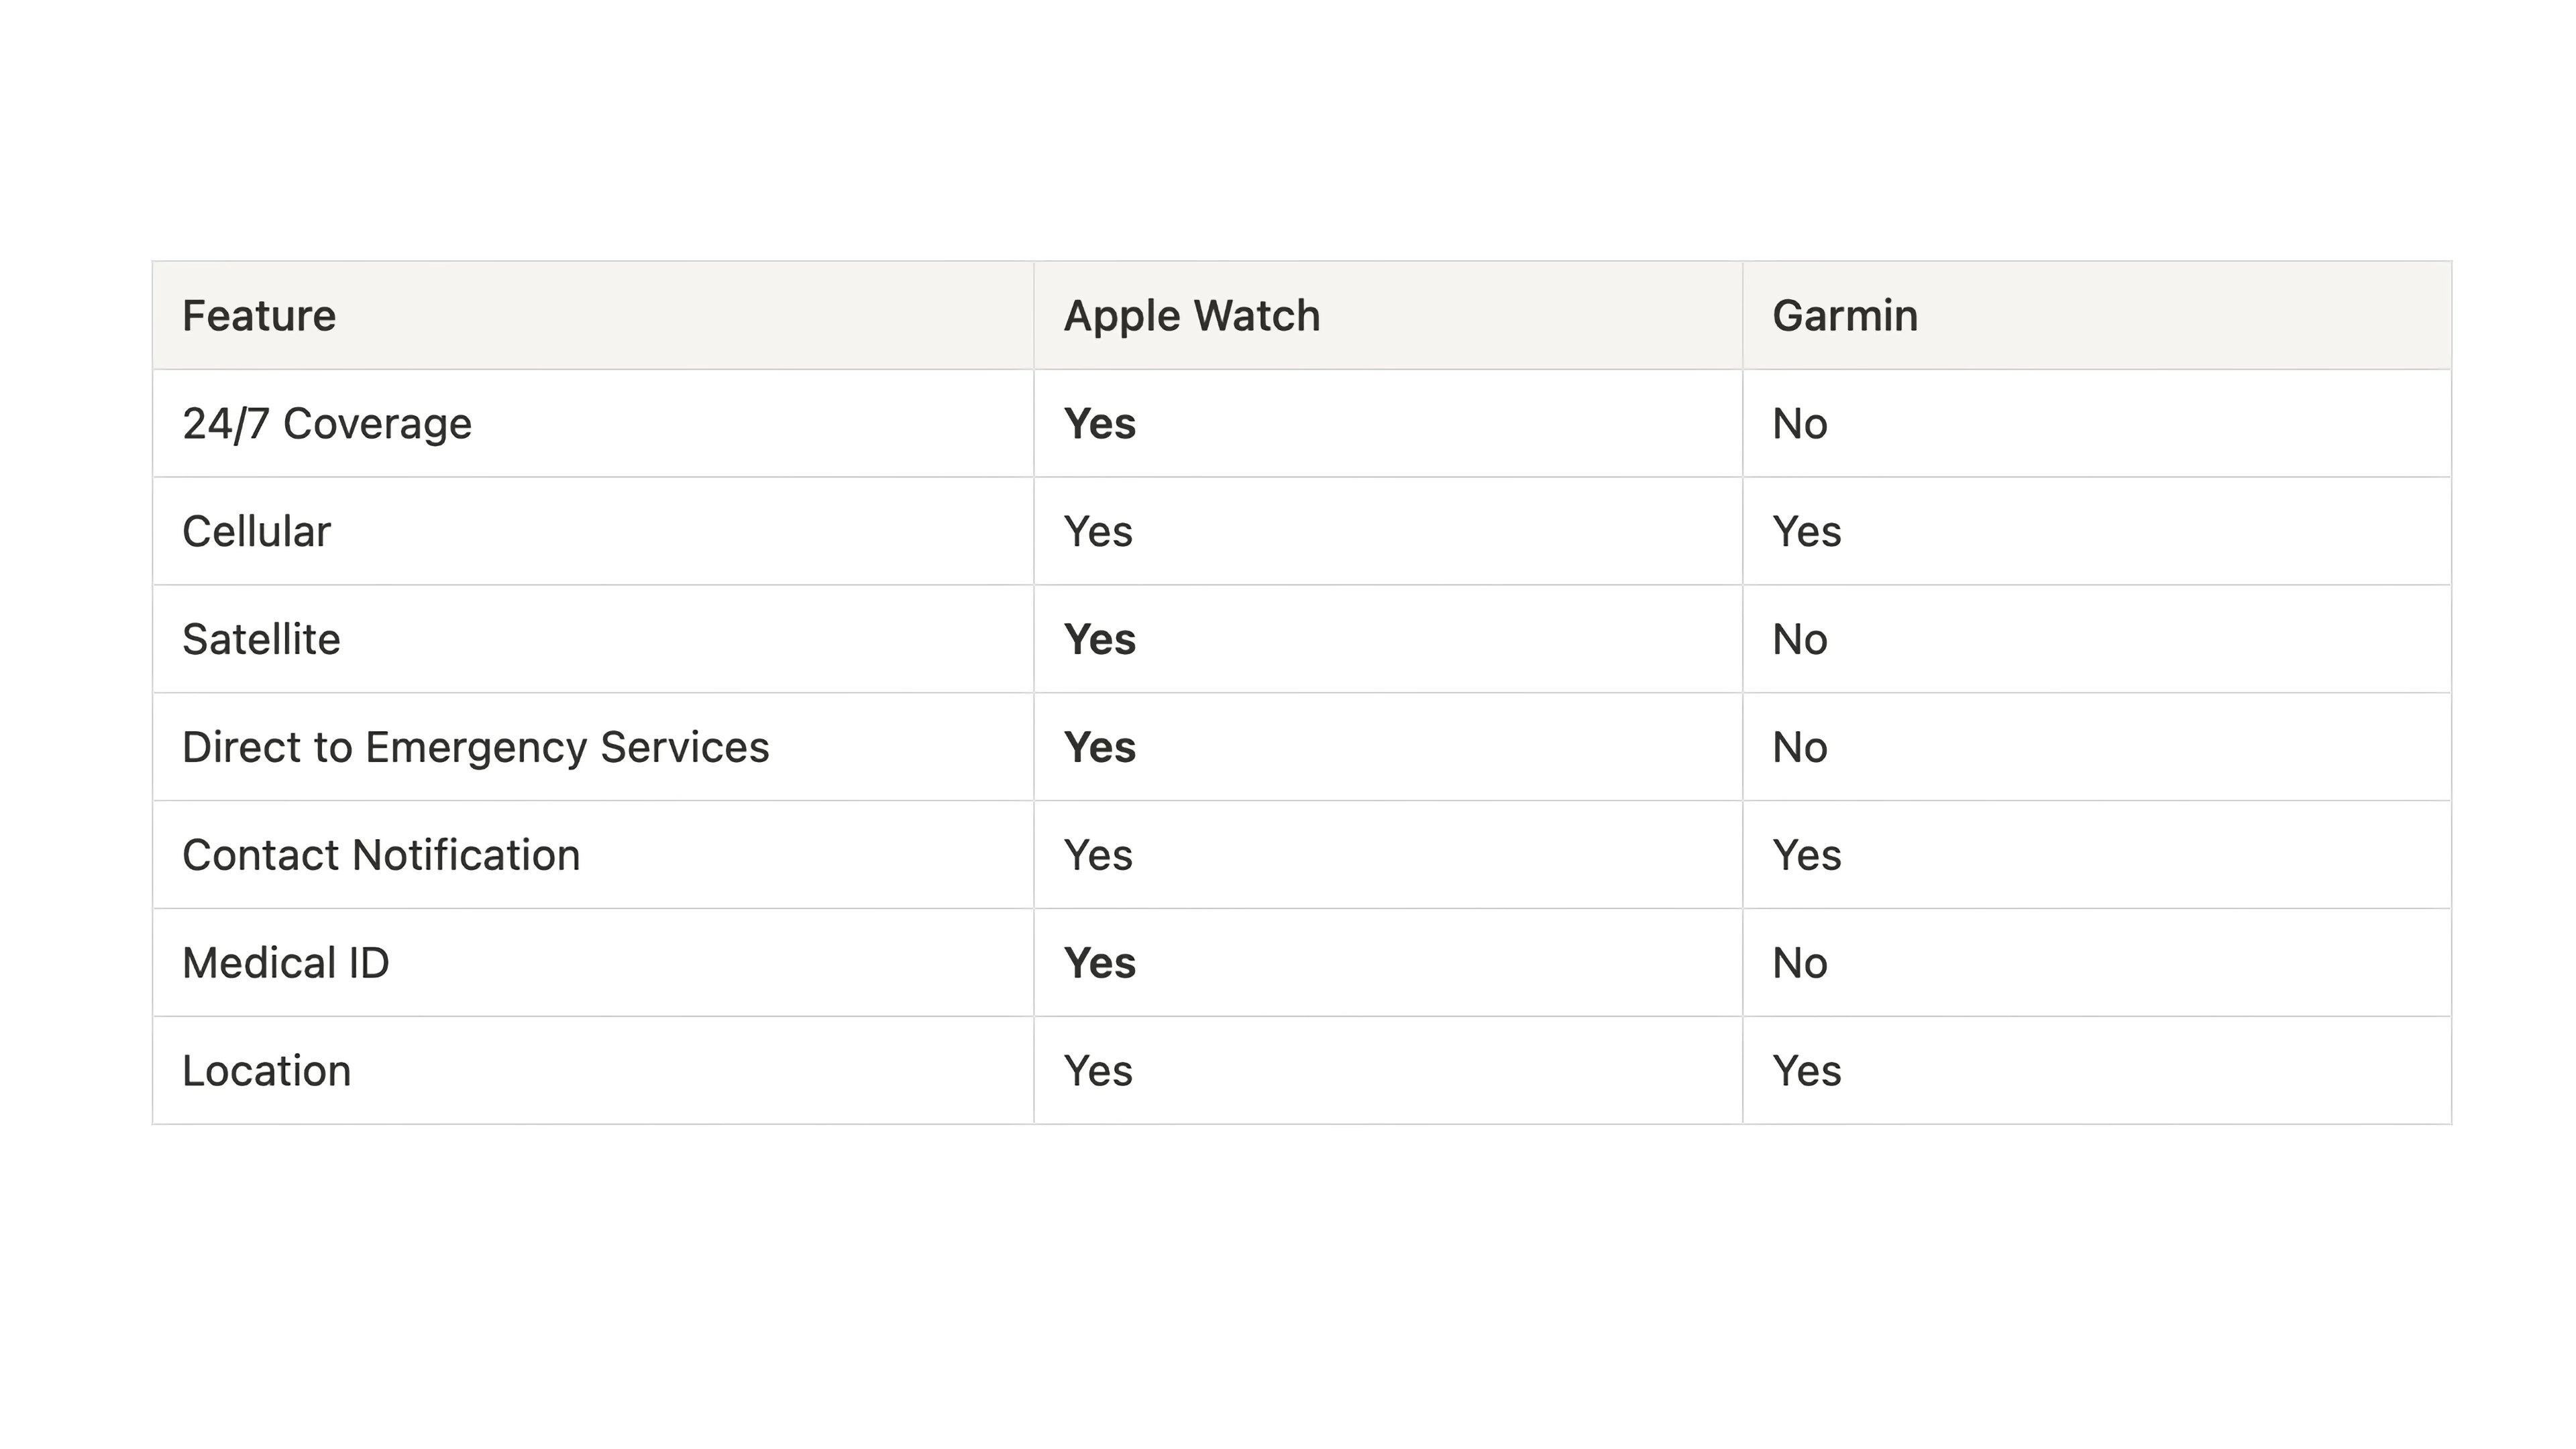 Feature Apple Watch Garmin
24/7 Coverage Yes No
Cellular Yes Yes
Satellite Yes No
Direct to Emergency Services Yes No
Contact Notification Yes Yes
Medical ID Yes No
Location Yes Yes